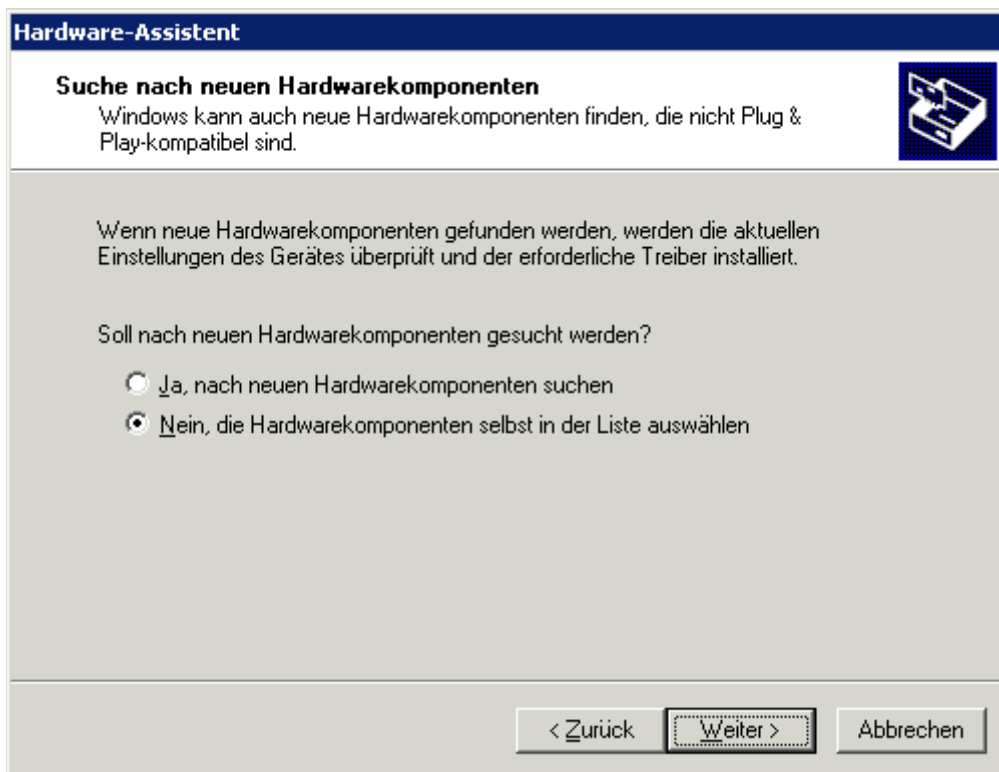 Hardware-Assistent
Suche nach neuen Hardwarekomponenten
Windows kann auch neue Hardwarekomponenten finden, die nicht Plug &
Play-kompatibel sind.
Wenn neue Hardwarekomponenten gefunden werden, werden die aktuellen
Einstellungen des Gerätes überprüft und der erforderliche Treiber installiert.
Soll nach neuen Hardwarekomponenten gesucht werden?
Ja, nach neuen Hardwarekomponenten suchen
Nein, die Hardwarekomponenten selbst in der Liste auswählen
< Zurück Weiter > Abbrechen